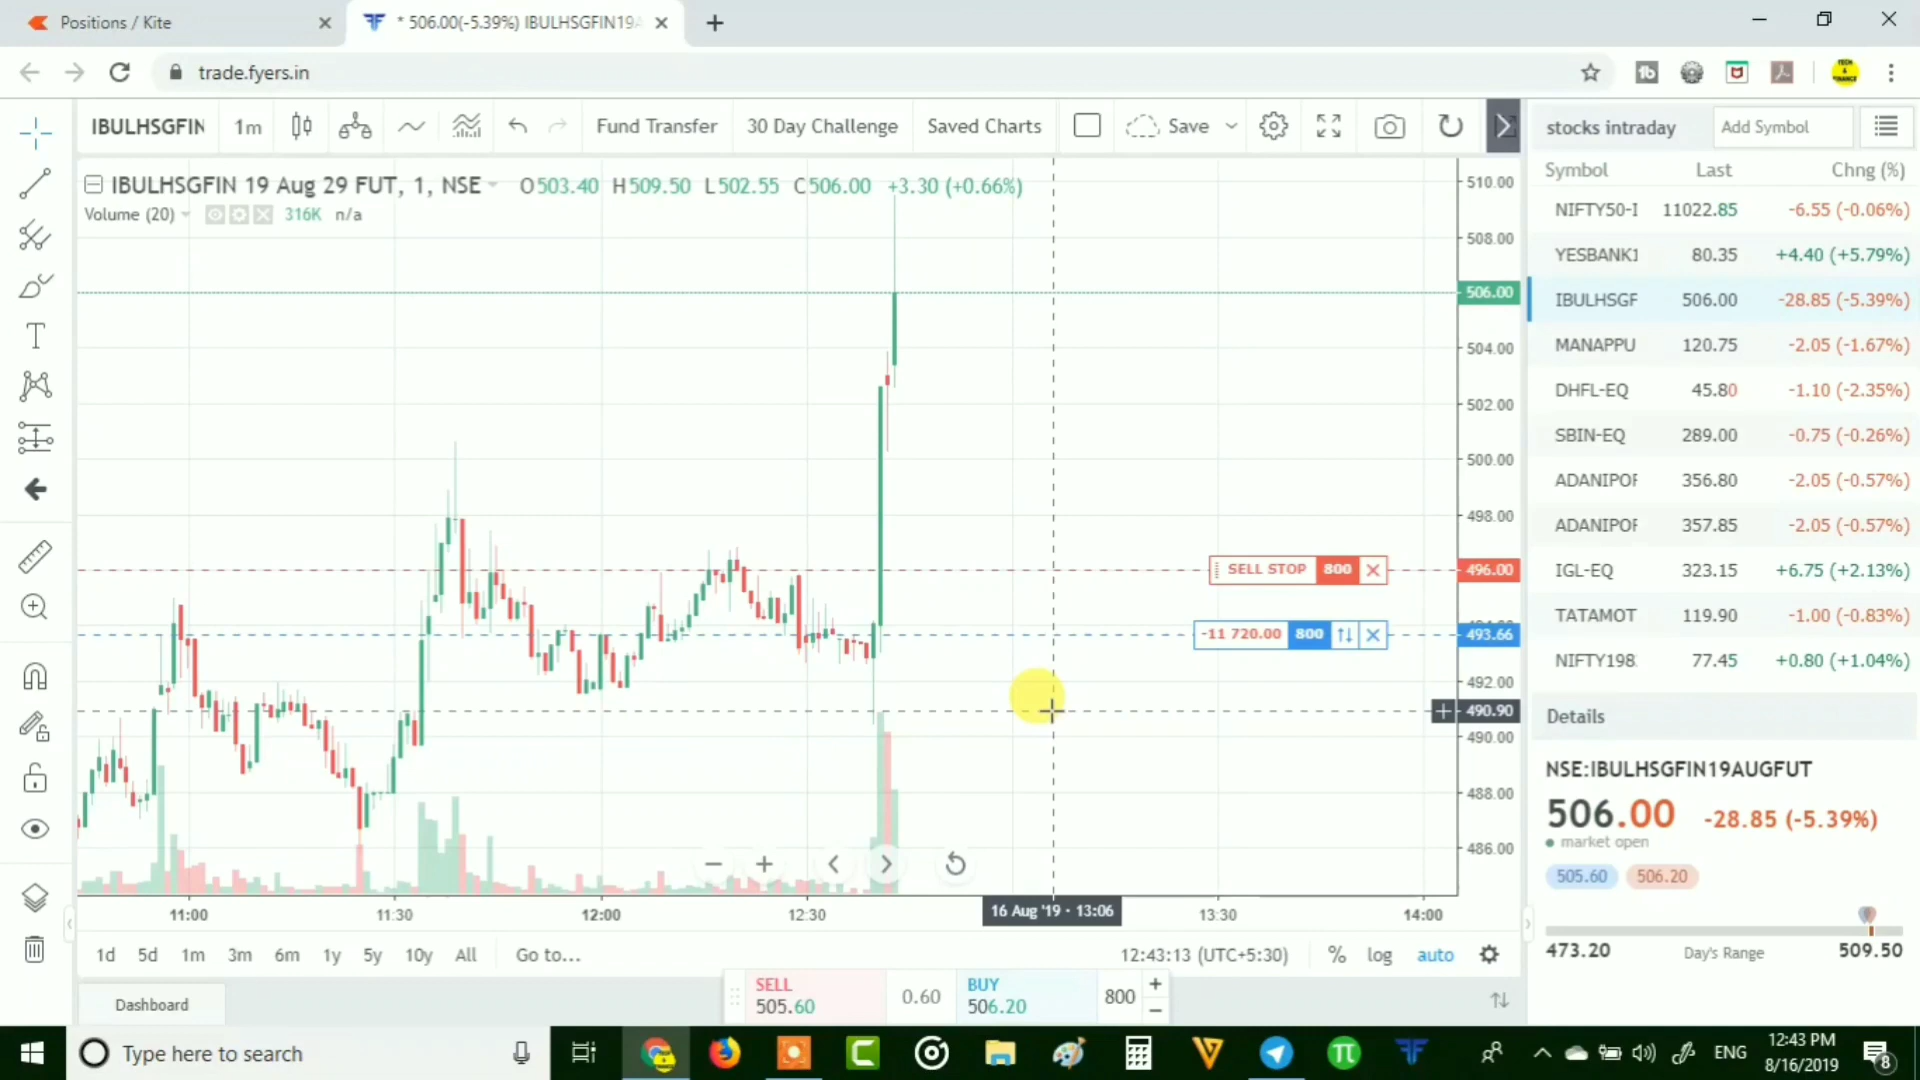 Positions / Kite
* 506.00(-5.39%) IBULHSGFIN19A
trade.fyers.in
IBULHSGFIN
1m
Fund Transfer
30 Day Challenge
Saved Charts
Save
IBULHSGFIN 19 Aug 29 FUT, 1, NSE O503.40 H509.50 L502.55 C506.00 +3.30 (+0.66%)
Volume (20) 316K n/a
510.00
508.00
506.00
504.00
502.00
500.00
498.00
SELL STOP 800
496.00
-11 720.00 800
493.66
492.00
490.90
490.00
488.00
486.00
11:00 11:30 12:00 12:30 16 Aug '19 · 13:06 13:30 14:00
1d 5d 1m 3m 6m 1y 5y 10y All Go to...
12:43:13 (UTC+5:30) % log auto
Dashboard
SELL
505.60
0.60
BUY
506.20
800
stocks intraday
Add Symbol
Symbol Last Chng (%)
NIFTY50-I 11022.85 -6.55 (-0.06%)
YESBANK1 80.35 +4.40 (+5.79%)
IBULHSGF 506.00 -28.85 (-5.39%)
MANAPPU 120.75 -2.05 (-1.67%)
DHFL-EQ 45.80 -1.10 (-2.35%)
SBIN-EQ 289.00 -0.75 (-0.26%)
ADANIPOF 356.80 -2.05 (-0.57%)
ADANIPOF 357.85 -2.05 (-0.57%)
IGL-EQ 323.15 +6.75 (+2.13%)
TATAMOT 119.90 -1.00 (-0.83%)
NIFTY198 77.45 +0.80 (+1.04%)
Details
NSE:IBULHSGFIN19AUGFUT
506.00 -28.85 (-5.39%)
market open
505.60 506.20
473.20 Day's Range 509.50
Type here to search
ENG
12:43 PM
8/16/2019
8